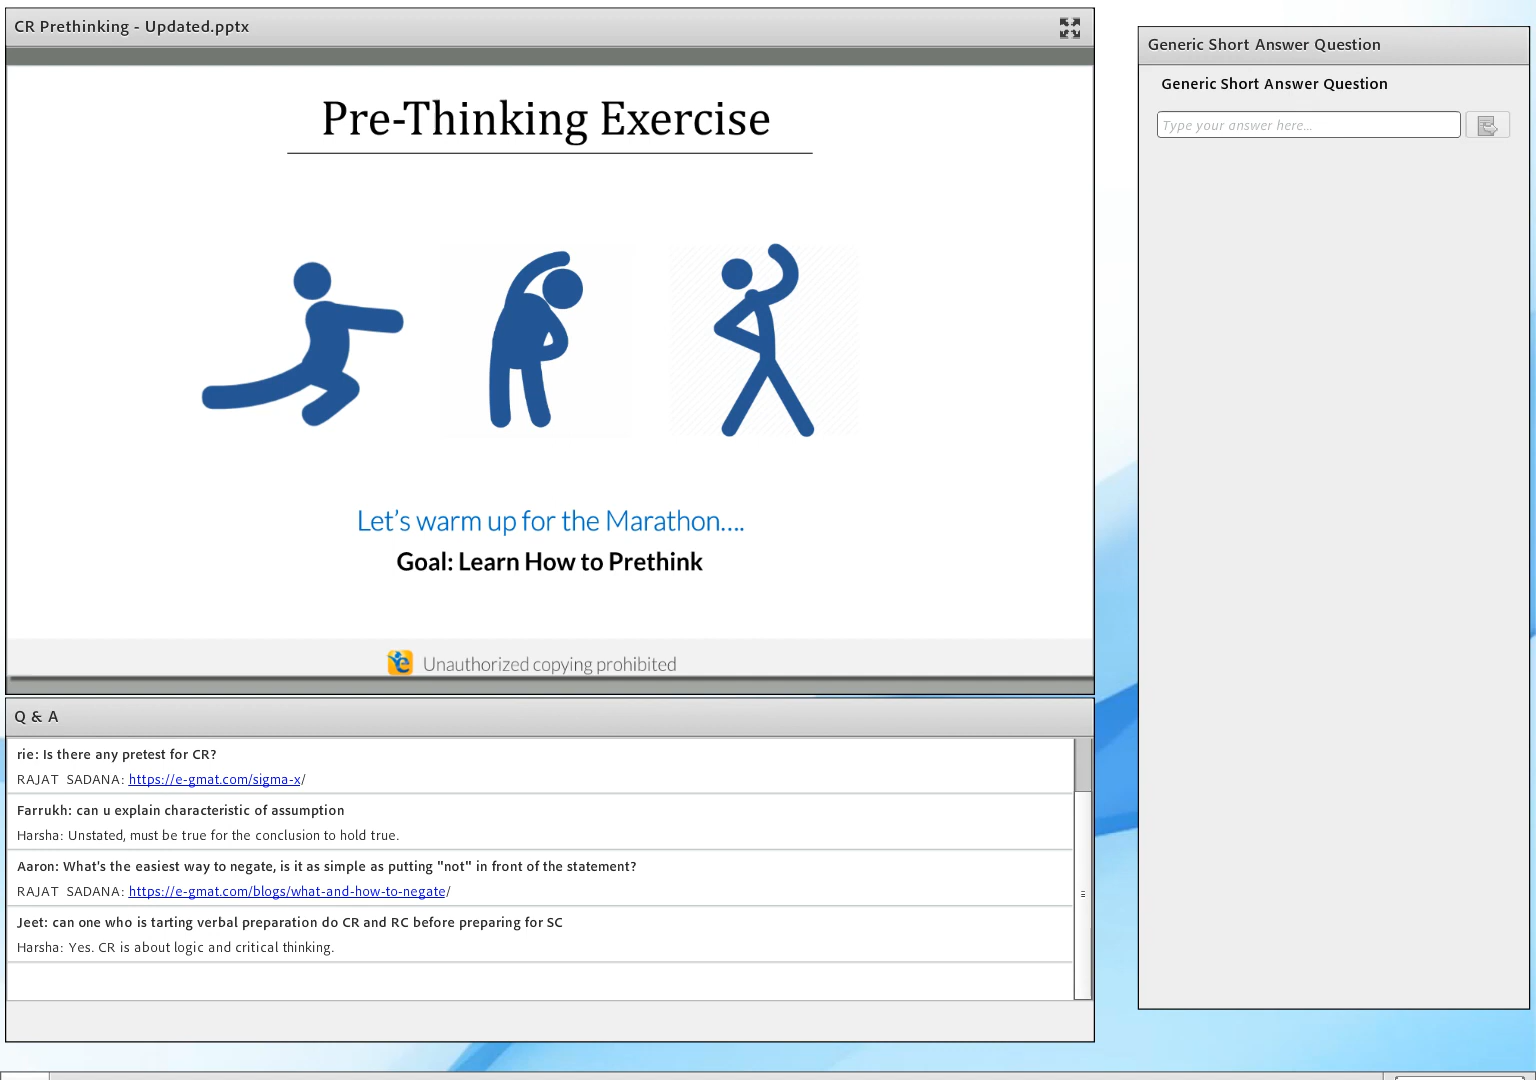 CR Prethinking - Updated.pptx
Pre-Thinking Exercise
Let's warm up for the Marathon....
Goal: Learn How to Prethink
Unauthorized copying prohibited
Q & A
rie: Is there any pretest for CR?
RAJAT SADANA: https://e-gmat.com/sigma-x/
Farrukh: can u explain characteristic of assumption
Harsha: Unstated, must be true for the conclusion to hold true.
Aaron: What's the easiest way to negate, is it as simple as putting "not" in front of the statement?
RAJAT SADANA: https://e-gmat.com/blogs/what-and-how-to-negate/
Jeet: can one who is tarting verbal preparation do CR and RC before preparing for SC
Harsha: Yes. CR is about logic and critical thinking.
Generic Short Answer Question
Generic Short Answer Question
Type your answer here...